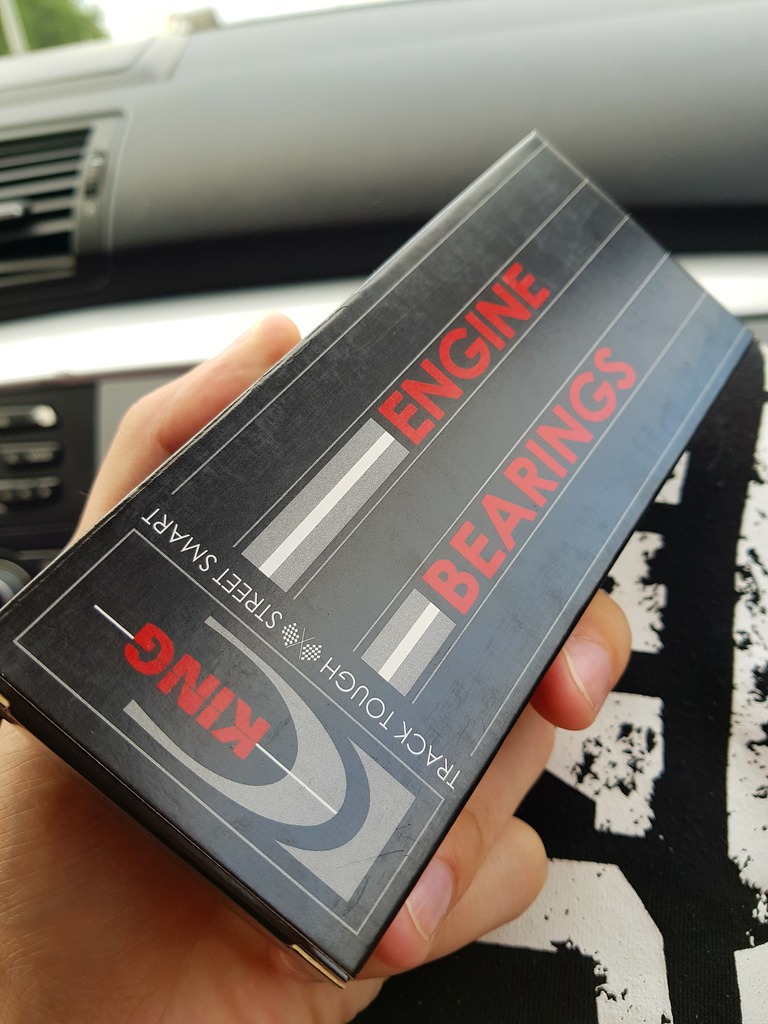 ENGINE
BEARINGS
TRACK TOUGH STREET SMART
KING